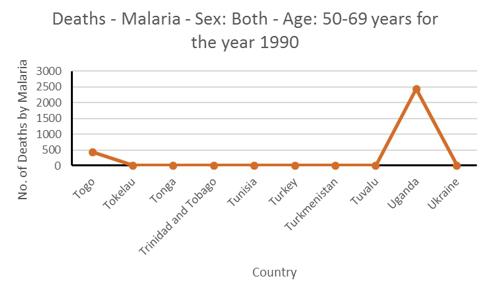 Deaths - Malaria - Sex: Both - Age: 50-69 years for
the year 1990
No. of Deaths by Malaria
3000
2500
2000
1500
1000
500
0
Togo
Tokelau
Tonga
Trinidad and Tobago
Tunisia
Turkey
Turkmenistan
Tuvalu
Uganda
Ukraine
Country